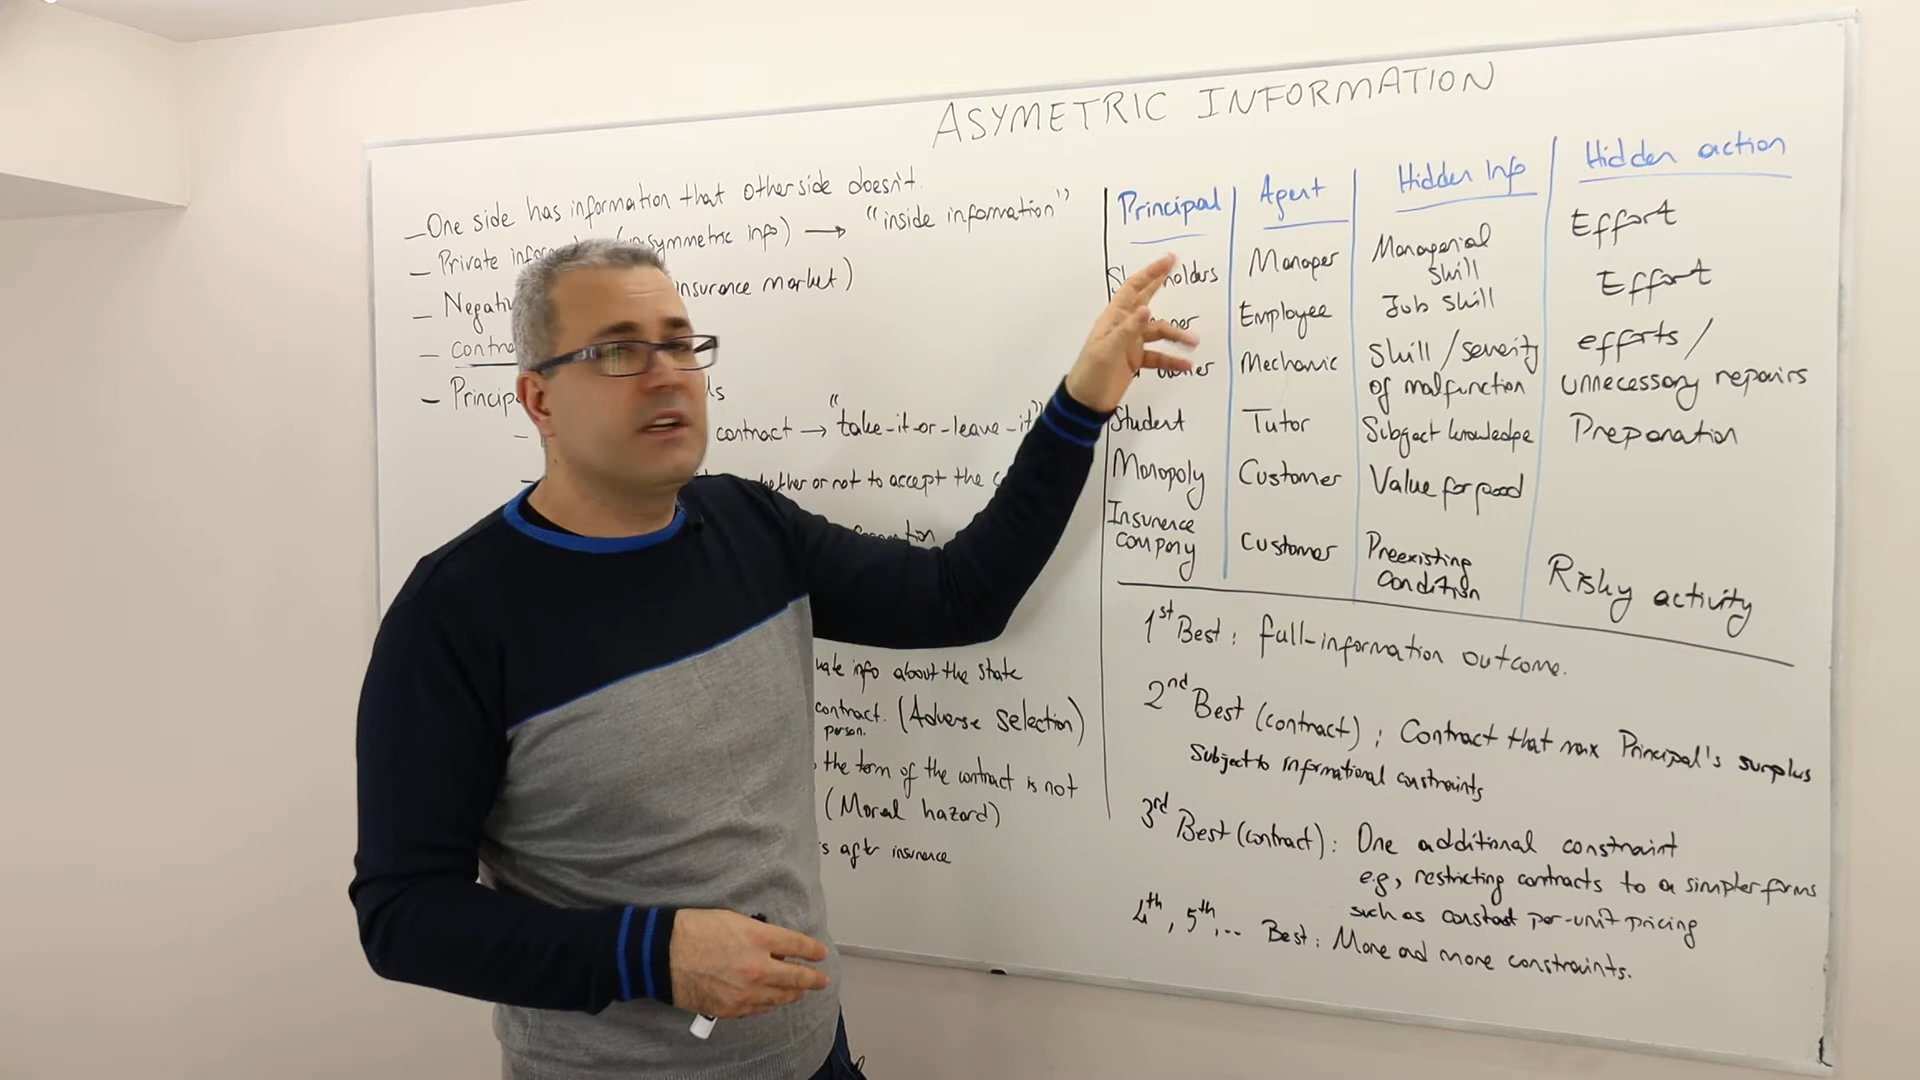 ASYMETRIC INFORMATION
— One side has information that other side doesn't.
— Private symmetric info) → "inside information"
— insurance market)
—
— Princip
– contract → "take-it-or-leave-it"
or not to accept the
info about the state
contract. (Adverse selection)
person.
the term of the contract is not
(Moral hazard)
after insurence
Principal Agent Hidden Info Hidden action
Manager Managerial skill Effort
Employee Job skill Effort
Mechanic Skill / severity of malfunction efforts / unnecessary repairs
Student Tutor Subject knowledge Preparation
Monopoly Customer Value for good
Insurence company Customer Preexisting condition Risky activity
1st Best: full-information outcome.
2nd Best (contract): Contract that max Principal's surplus
Subject to informational constraints
3rd Best (contract): One additional constraint
e.g, restricting contracts to a simpler forms
such as constant per-unit pricing
4th, 5th, ... Best: More and more constraints.